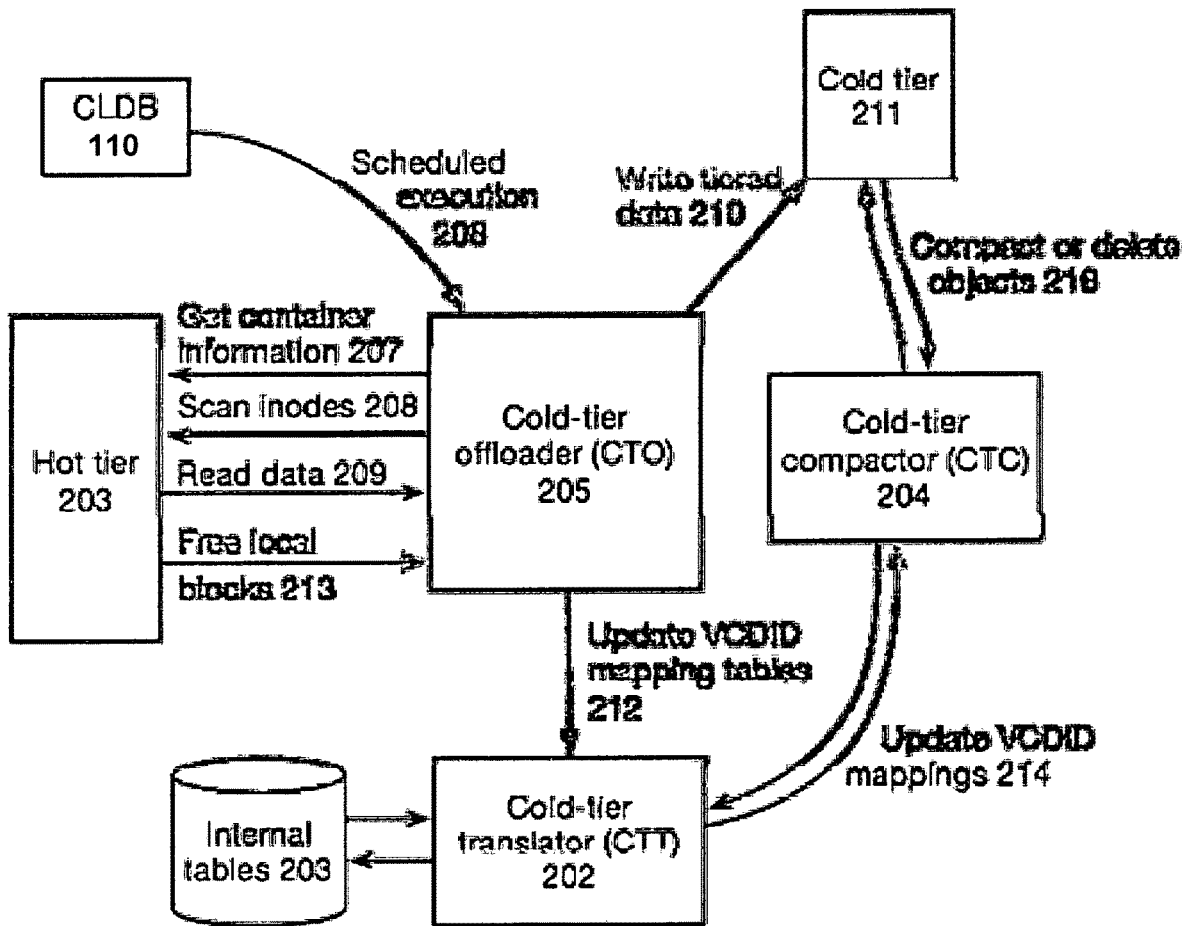 CLDB
110
Cold tier
211
Scheduled
execution
208
Write tiered
data 210
Compact or delete
objects 216
Get container
information 207
Scan inodes 208
Read data 209
Free local
blocks 213
Hot tier
203
Cold-tier
offloader (CTO)
205
Cold-tier
compactor (CTC)
204
Update VCDID
mapping tables
212
Update VCDID
mappings 214
Internal
tables 203
Cold-tier
translator (CTT)
202